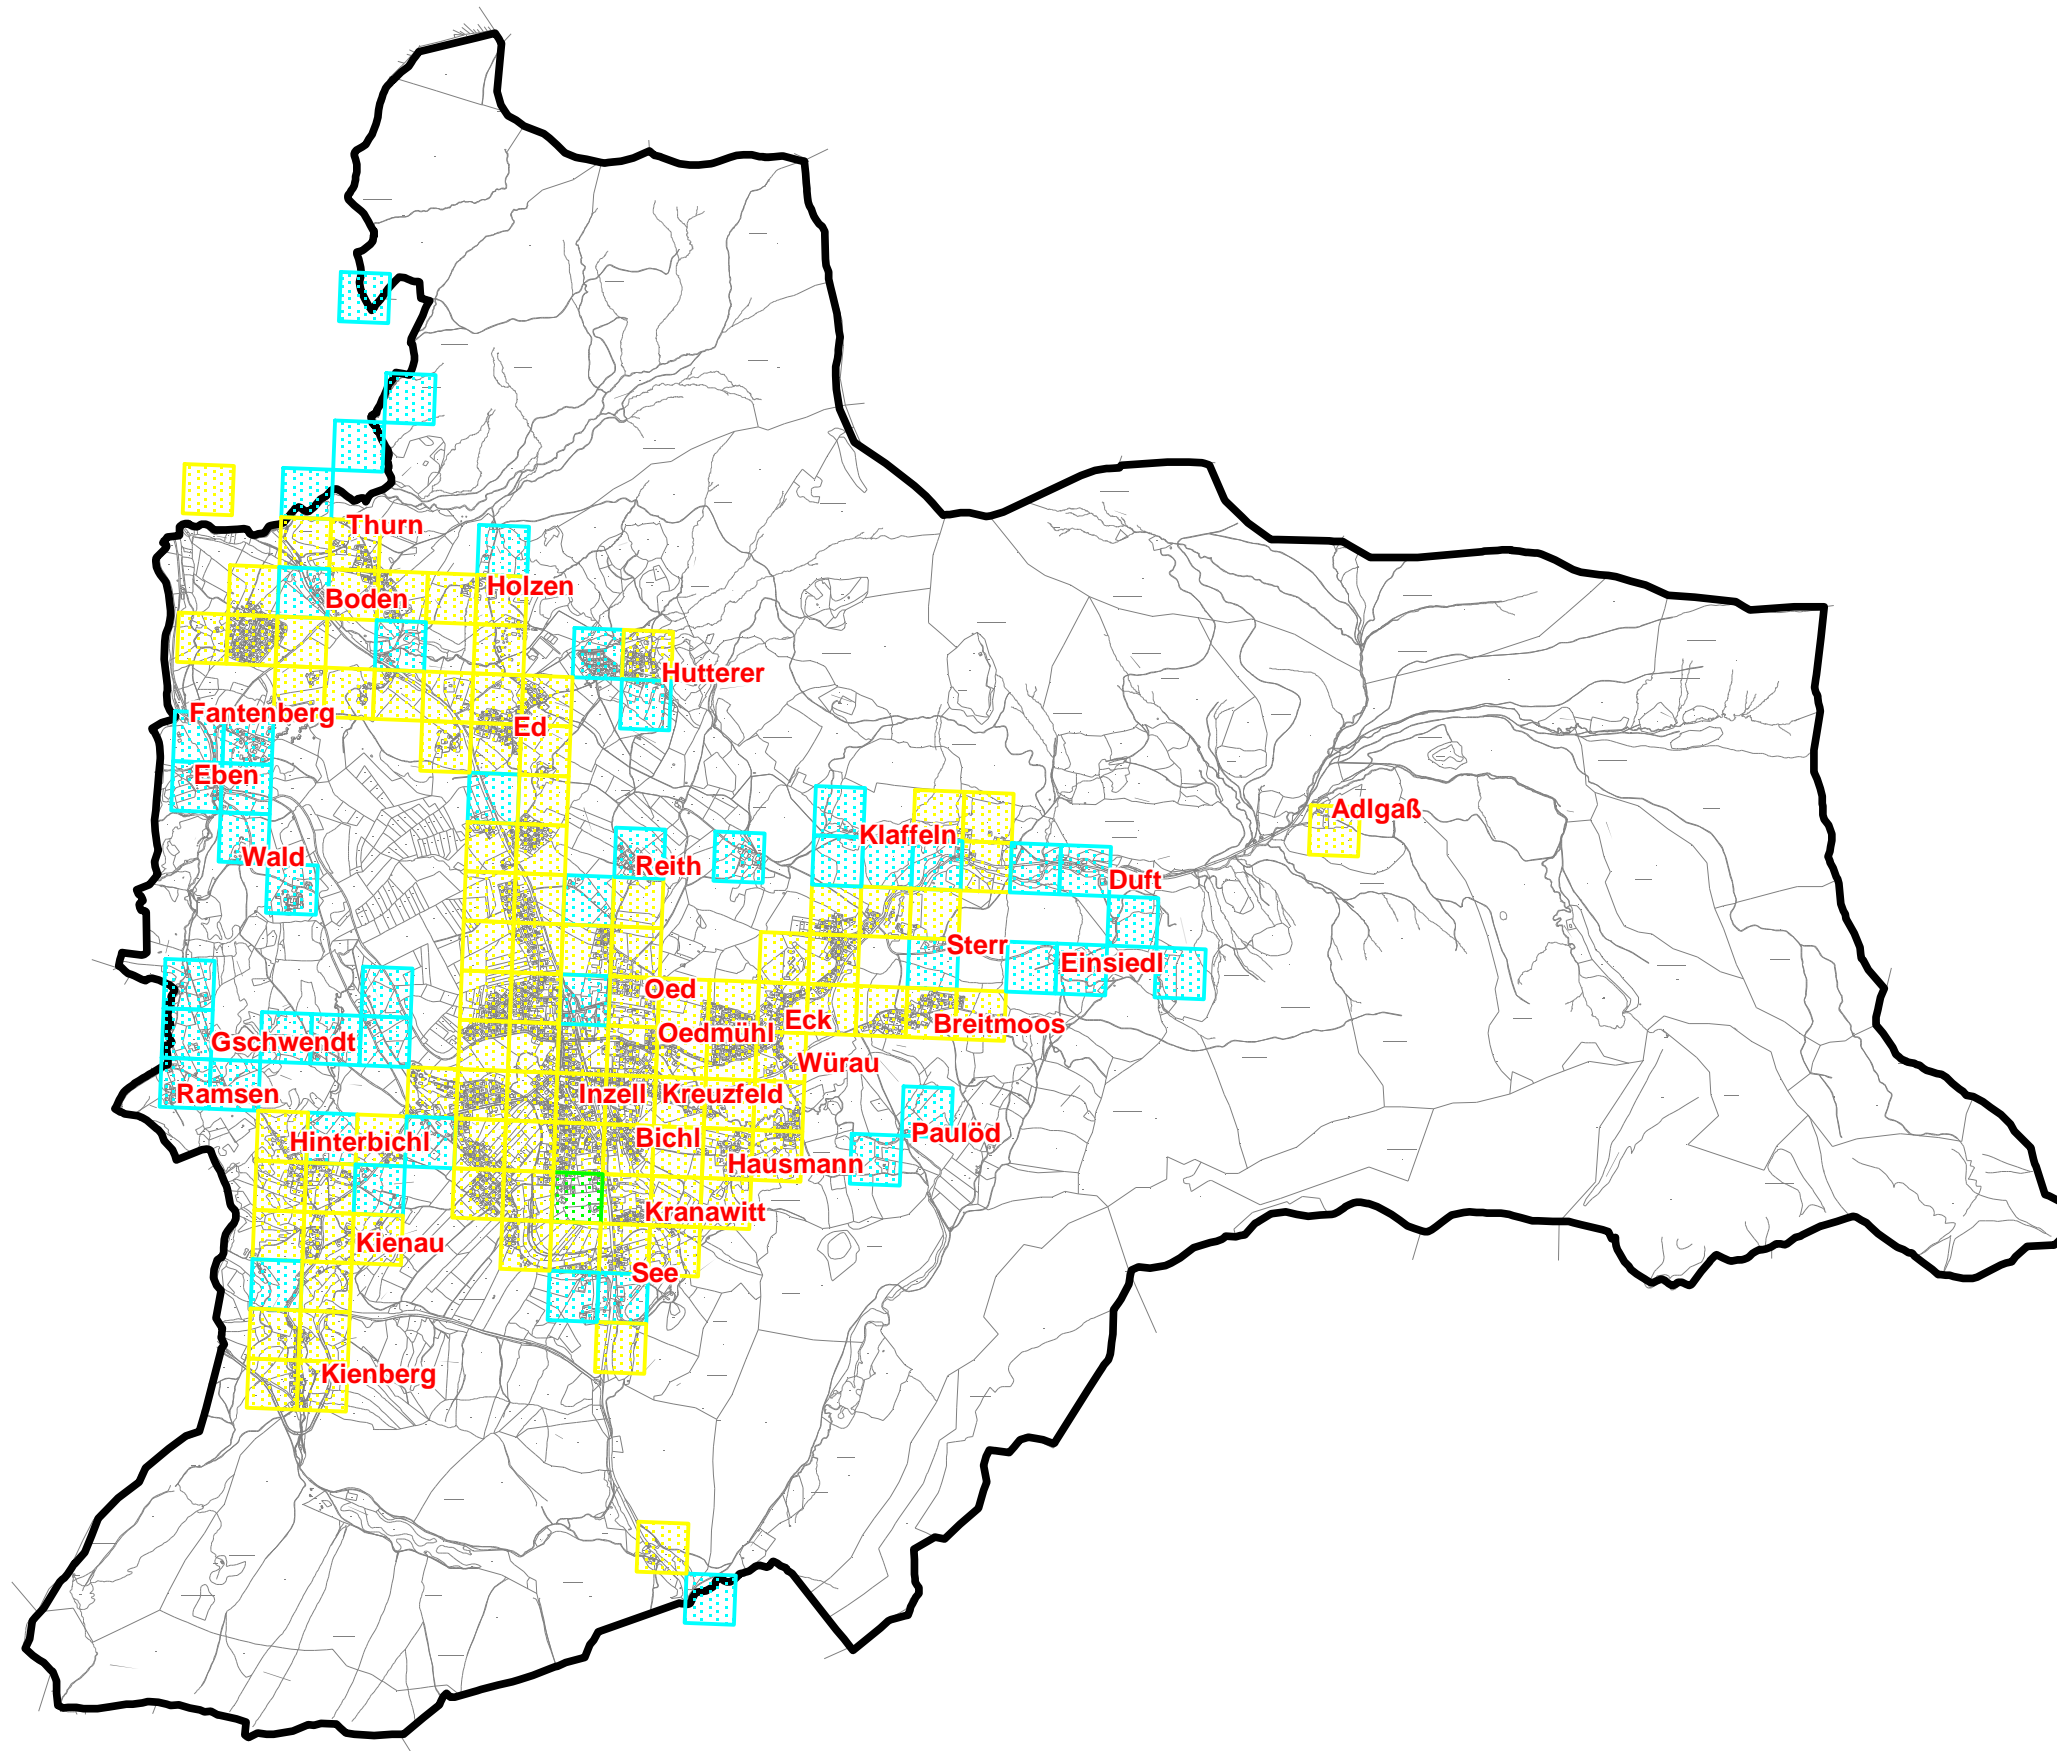 Thurn
Holzen
Boden
Hutterer
Fantenberg
Ed
Eben
Adlgaß
Klaffeln
Wald
Reith
Duft
Sterr
Einsiedl
Oed
Eck
Breitmoos
Oedmühl
Gschwendt
Würau
Ramsen
Inzell
Kreuzfeld
Paulöd
Hinterbichl
Bichl
Hausmann
Kranawitt
Kienau
See
Kienberg